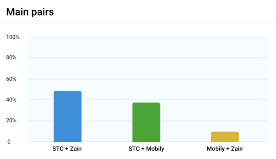 Main pairs
100%
80%
60%
40%
20%
0
STC + Zain
STC + Mobily
Mobily + Zain